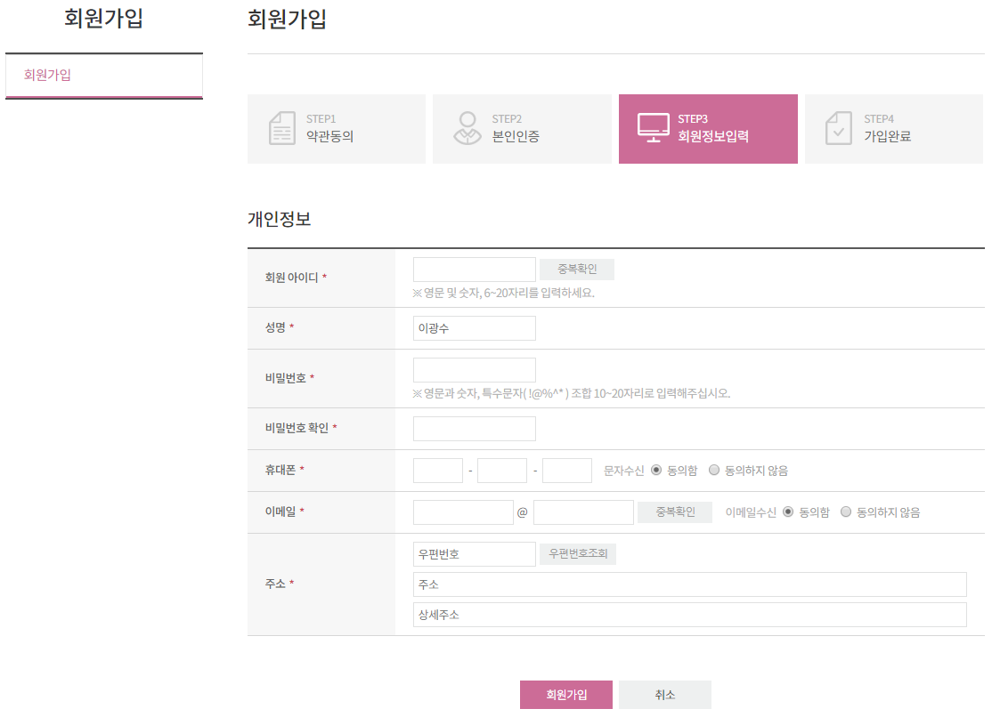 회원가입
회원가입
회원가입
STEP1
약관동의
STEP2
본인인증
STEP3
회원정보입력
STEP4
가입완료
개인정보
회원 아이디 *
중복확인
※ 영문 및 숫자, 6~20자리를 입력하세요.
성명 *
이광수
비밀번호 *
※ 영문과 숫자, 특수문자( !@%^* ) 조합 10~20자리로 입력해주십시오.
비밀번호 확인 *
휴대폰 * - - 문자수신 동의함 동의하지 않음
이메일 * @ 중복확인 이메일수신 동의함 동의하지 않음
주소 *
우편번호 우편번호조회
주소
상세주소
회원가입 취소